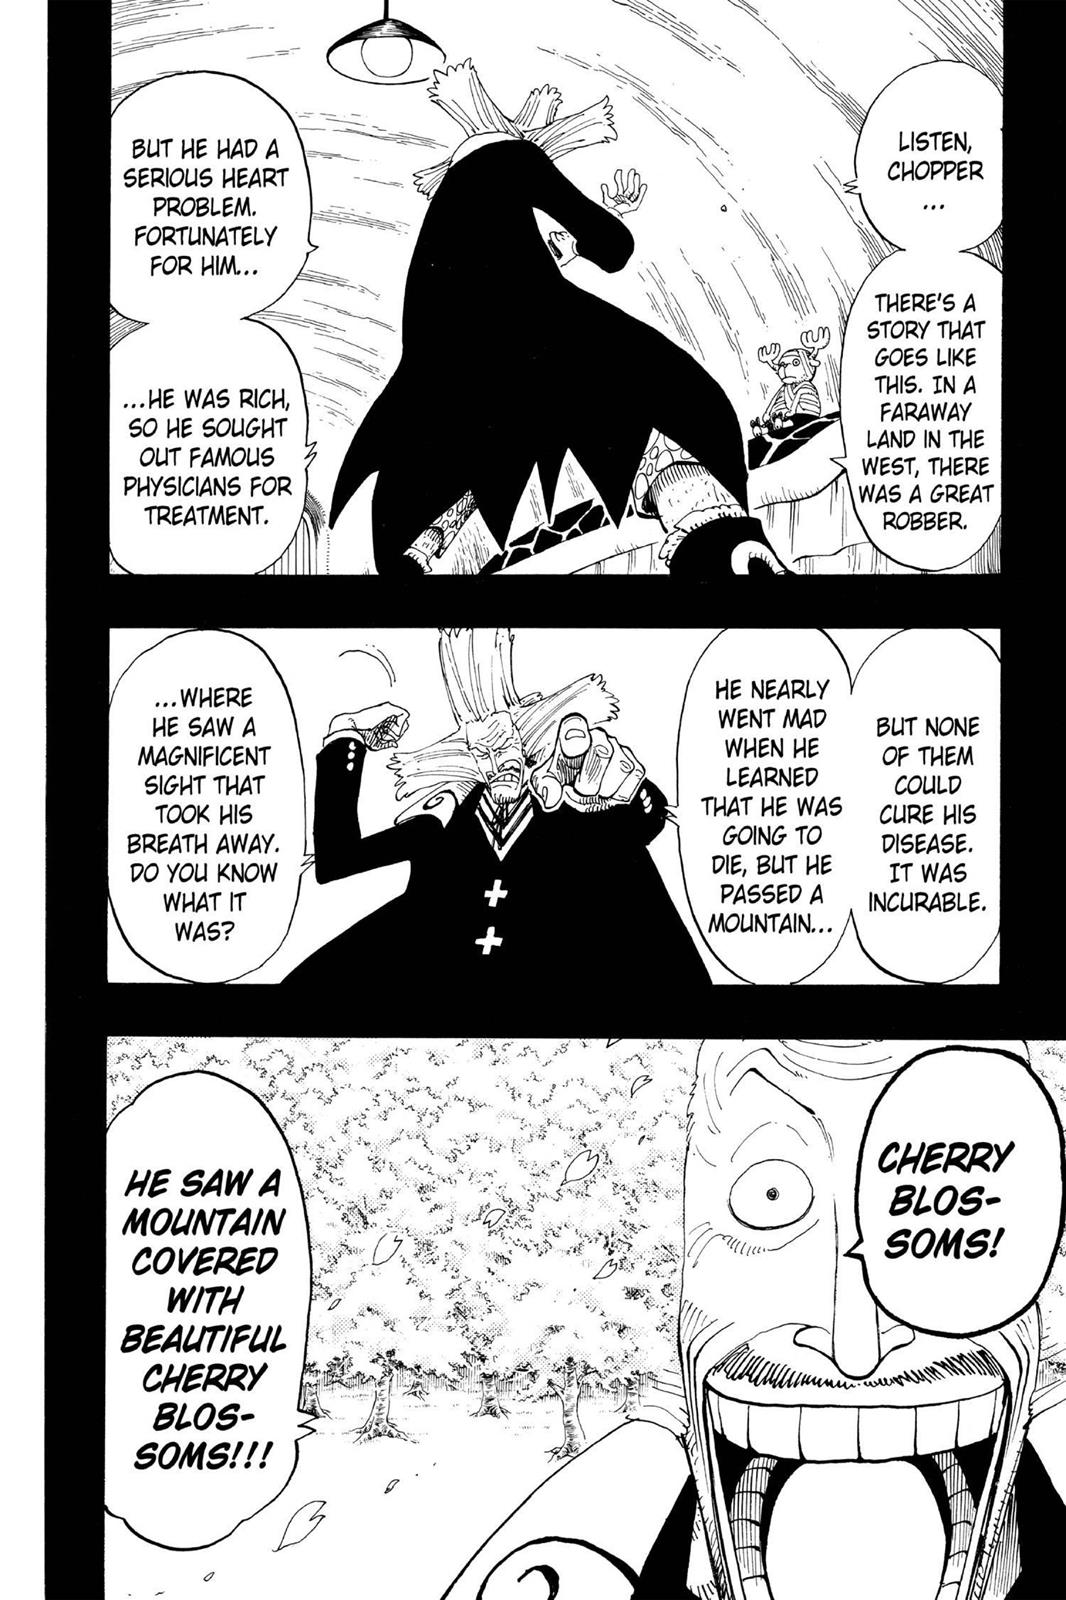 LISTEN,
CHOPPER
...
THERE'S A
STORY THAT
GOES LIKE
THIS. IN A
FARAWAY
LAND IN THE
WEST, THERE
WAS A GREAT
ROBBER.
BUT HE HAD A
SERIOUS HEART
PROBLEM.
FORTUNATELY
FOR HIM...
...HE WAS RICH,
SO HE SOUGHT
OUT FAMOUS
PHYSICIANS FOR
TREATMENT.
BUT NONE
OF THEM
COULD
CURE HIS
DISEASE.
IT WAS
INCURABLE.
HE NEARLY
WENT MAD
WHEN HE
LEARNED
THAT HE WAS
GOING TO
DIE, BUT HE
PASSED A
MOUNTAIN...
...WHERE
HE SAW A
MAGNIFICENT
SIGHT THAT
TOOK HIS
BREATH AWAY.
DO YOU KNOW
WHAT IT
WAS?
CHERRY
BLOS-
SOMS!
HE SAW A
MOUNTAIN
COVERED
WITH
BEAUTIFUL
CHERRY
BLOS-
SOMS!!!